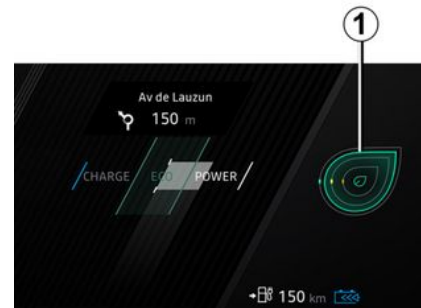 1
Av de Lauzun
150 m
CHARGE ECO POWER
150 km